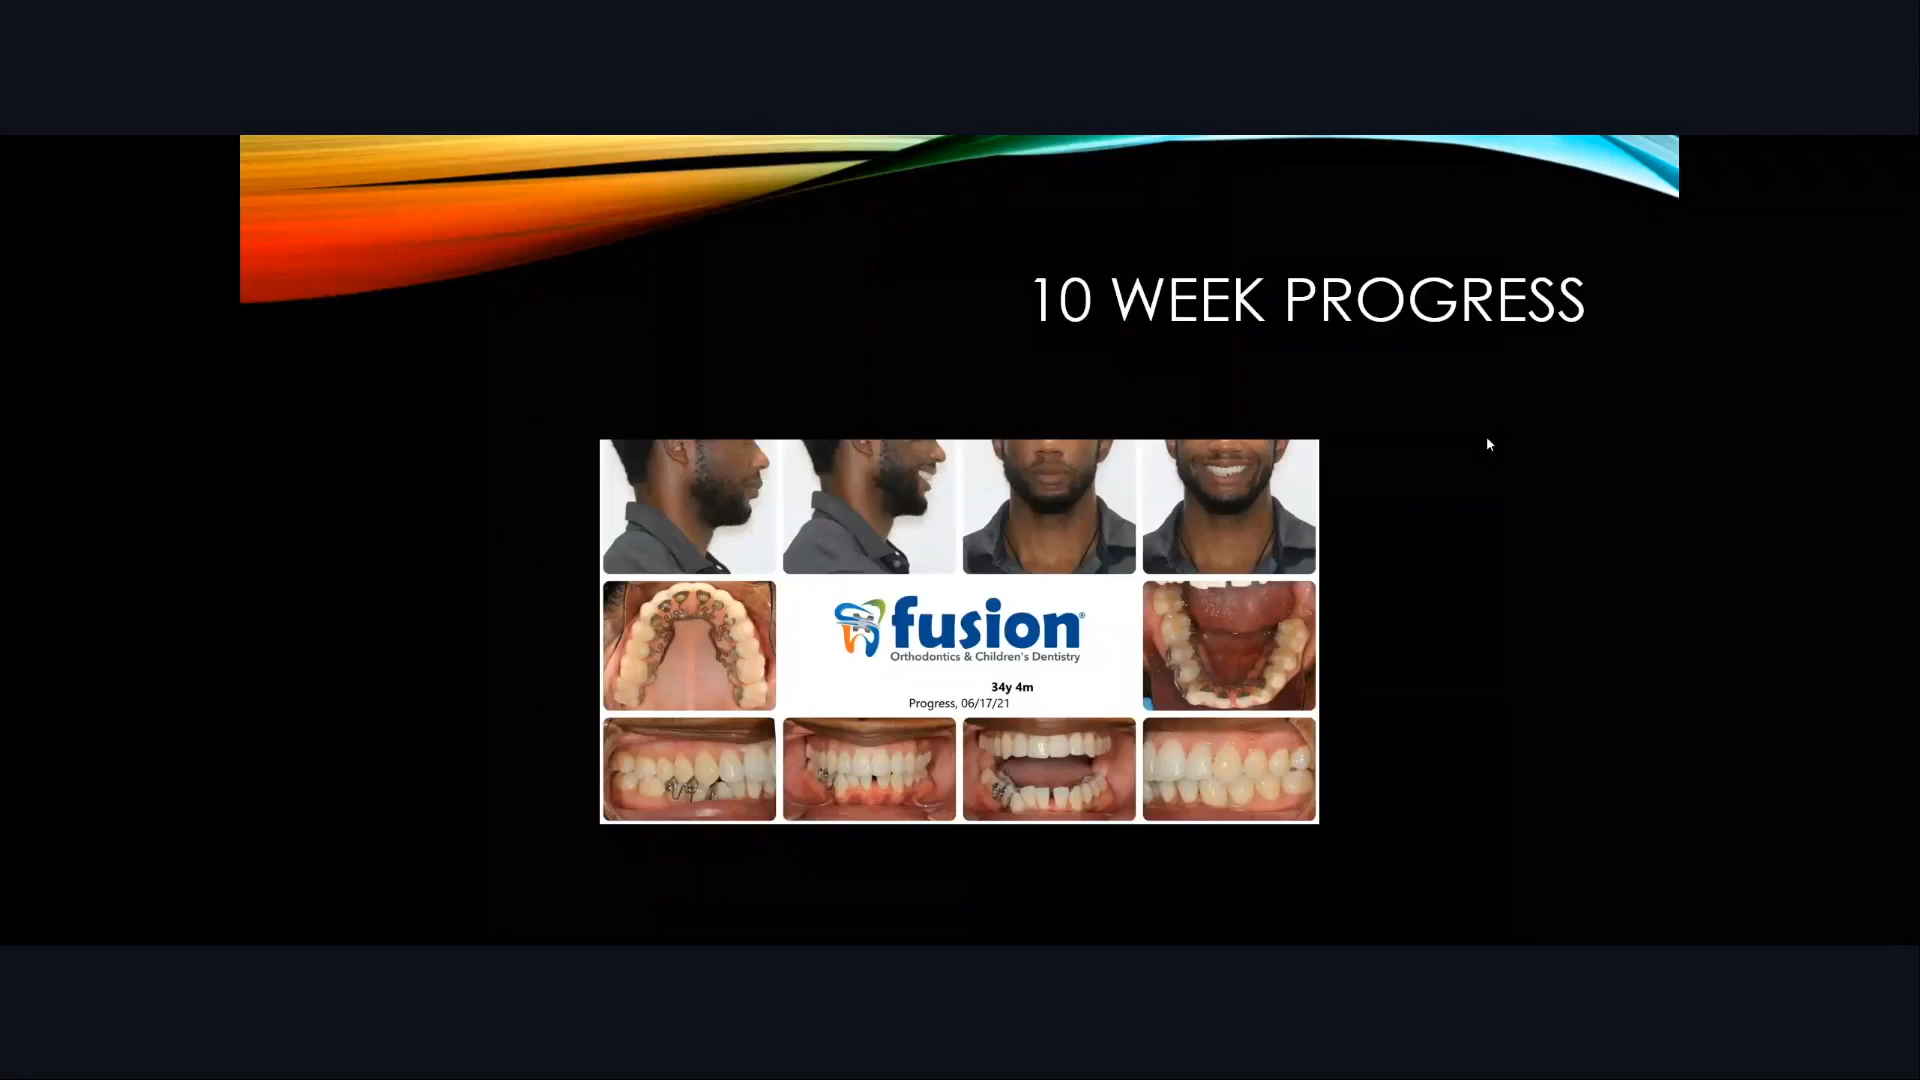 10 WEEK PROGRESS
fusion®
Orthodontics & Children's Dentistry
34y 4m
Progress, 06/17/21